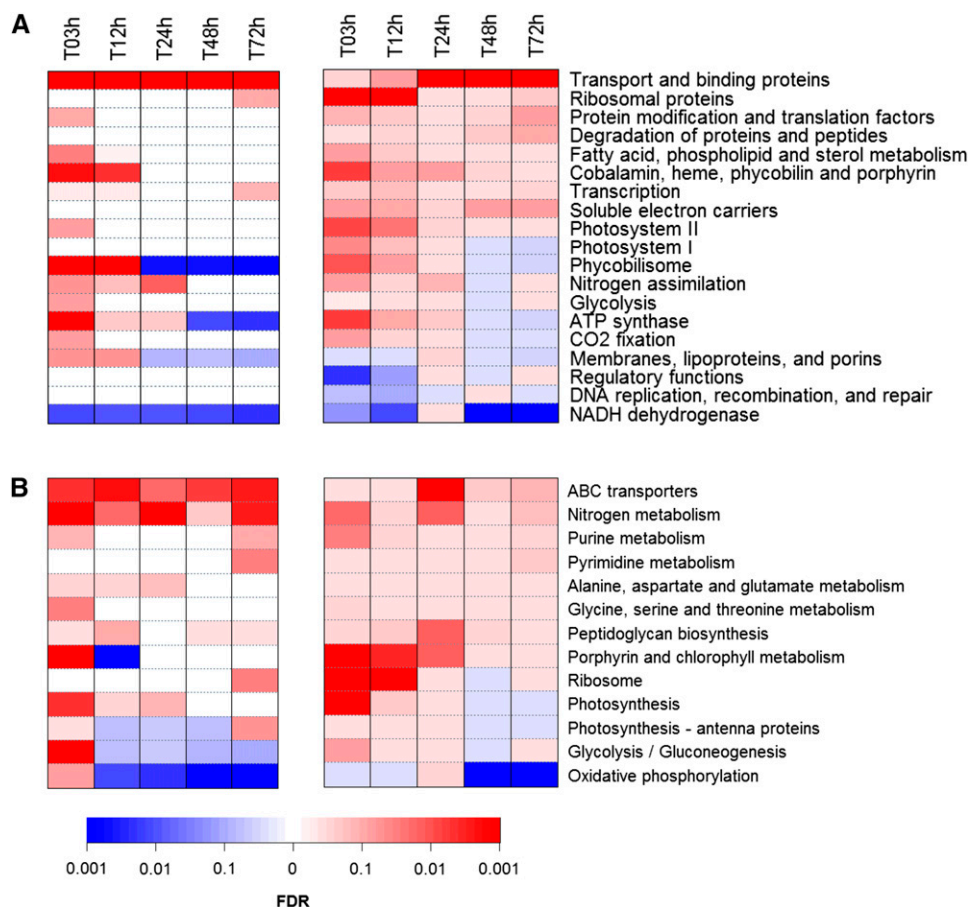 A
T03h T12h T24h T48h T72h
T03h T12h T24h T48h T72h
Transport and binding proteins
Ribosomal proteins
Protein modification and translation factors
Degradation of proteins and peptides
Fatty acid, phospholipid and sterol metabolism
Cobalamin, heme, phycobilin and porphyrin
Transcription
Soluble electron carriers
Photosystem II
Photosystem I
Phycobilisome
Nitrogen assimilation
Glycolysis
ATP synthase
CO2 fixation
Membranes, lipoproteins, and porins
Regulatory functions
DNA replication, recombination, and repair
NADH dehydrogenase
B
ABC transporters
Nitrogen metabolism
Purine metabolism
Pyrimidine metabolism
Alanine, aspartate and glutamate metabolism
Glycine, serine and threonine metabolism
Peptidoglycan biosynthesis
Porphyrin and chlorophyll metabolism
Ribosome
Photosynthesis
Photosynthesis - antenna proteins
Glycolysis / Gluconeogenesis
Oxidative phosphorylation
0.001 0.01 0.1 0 0.1 0.01 0.001
FDR